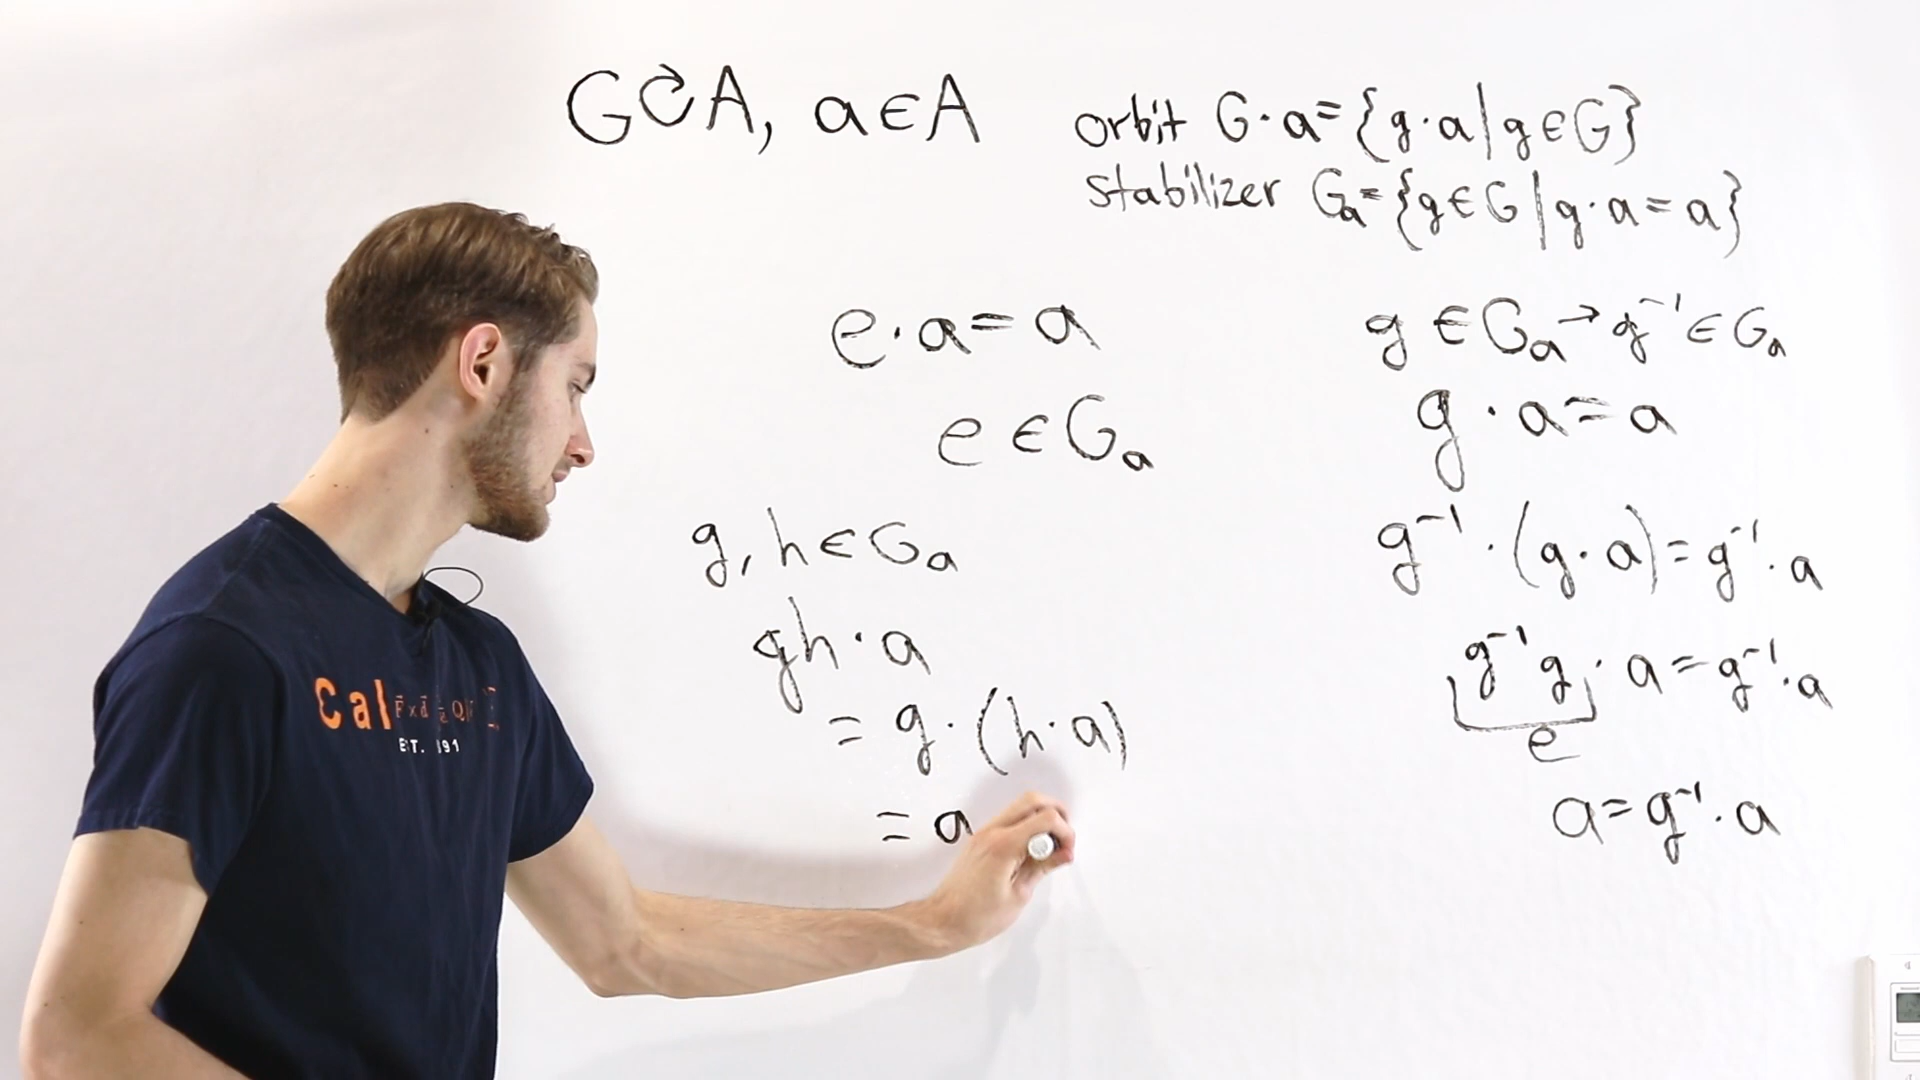 G↻A, a∈A
orbit G·a={g·a|g∈G}
stabilizer Gₐ={g∈G|g·a=a}
e·a=a
e∈Gₐ
g,h∈Gₐ
gh·a
=g·(h·a)
=a
g∈Gₐ→g⁻¹∈Gₐ
g·a=a
g⁻¹·(g·a)=g⁻¹·a
g⁻¹g·a=g⁻¹·a
e
a=g⁻¹·a
Cal
EST.